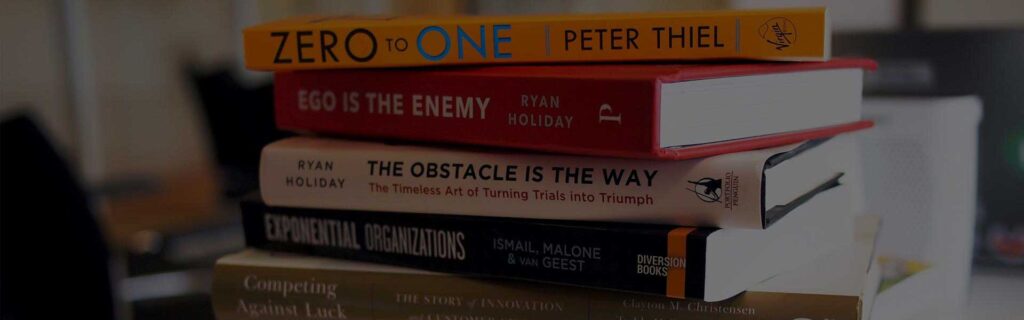 ZERO TO ONE | PETER THIEL |
EGO IS THE ENEMY RYAN HOLIDAY P
RYAN HOLIDAY THE OBSTACLE IS THE WAY
The Timeless Art of Turning Trials into Triumph
PORTFOLIO PENGUIN
EXPONENTIAL ORGANIZATIONS ISMAIL, MALONE & VAN GEEST DIVERSION BOOKS
Competing Against Luck
THE STORY of INNOVATION
Clayton M. Christensen